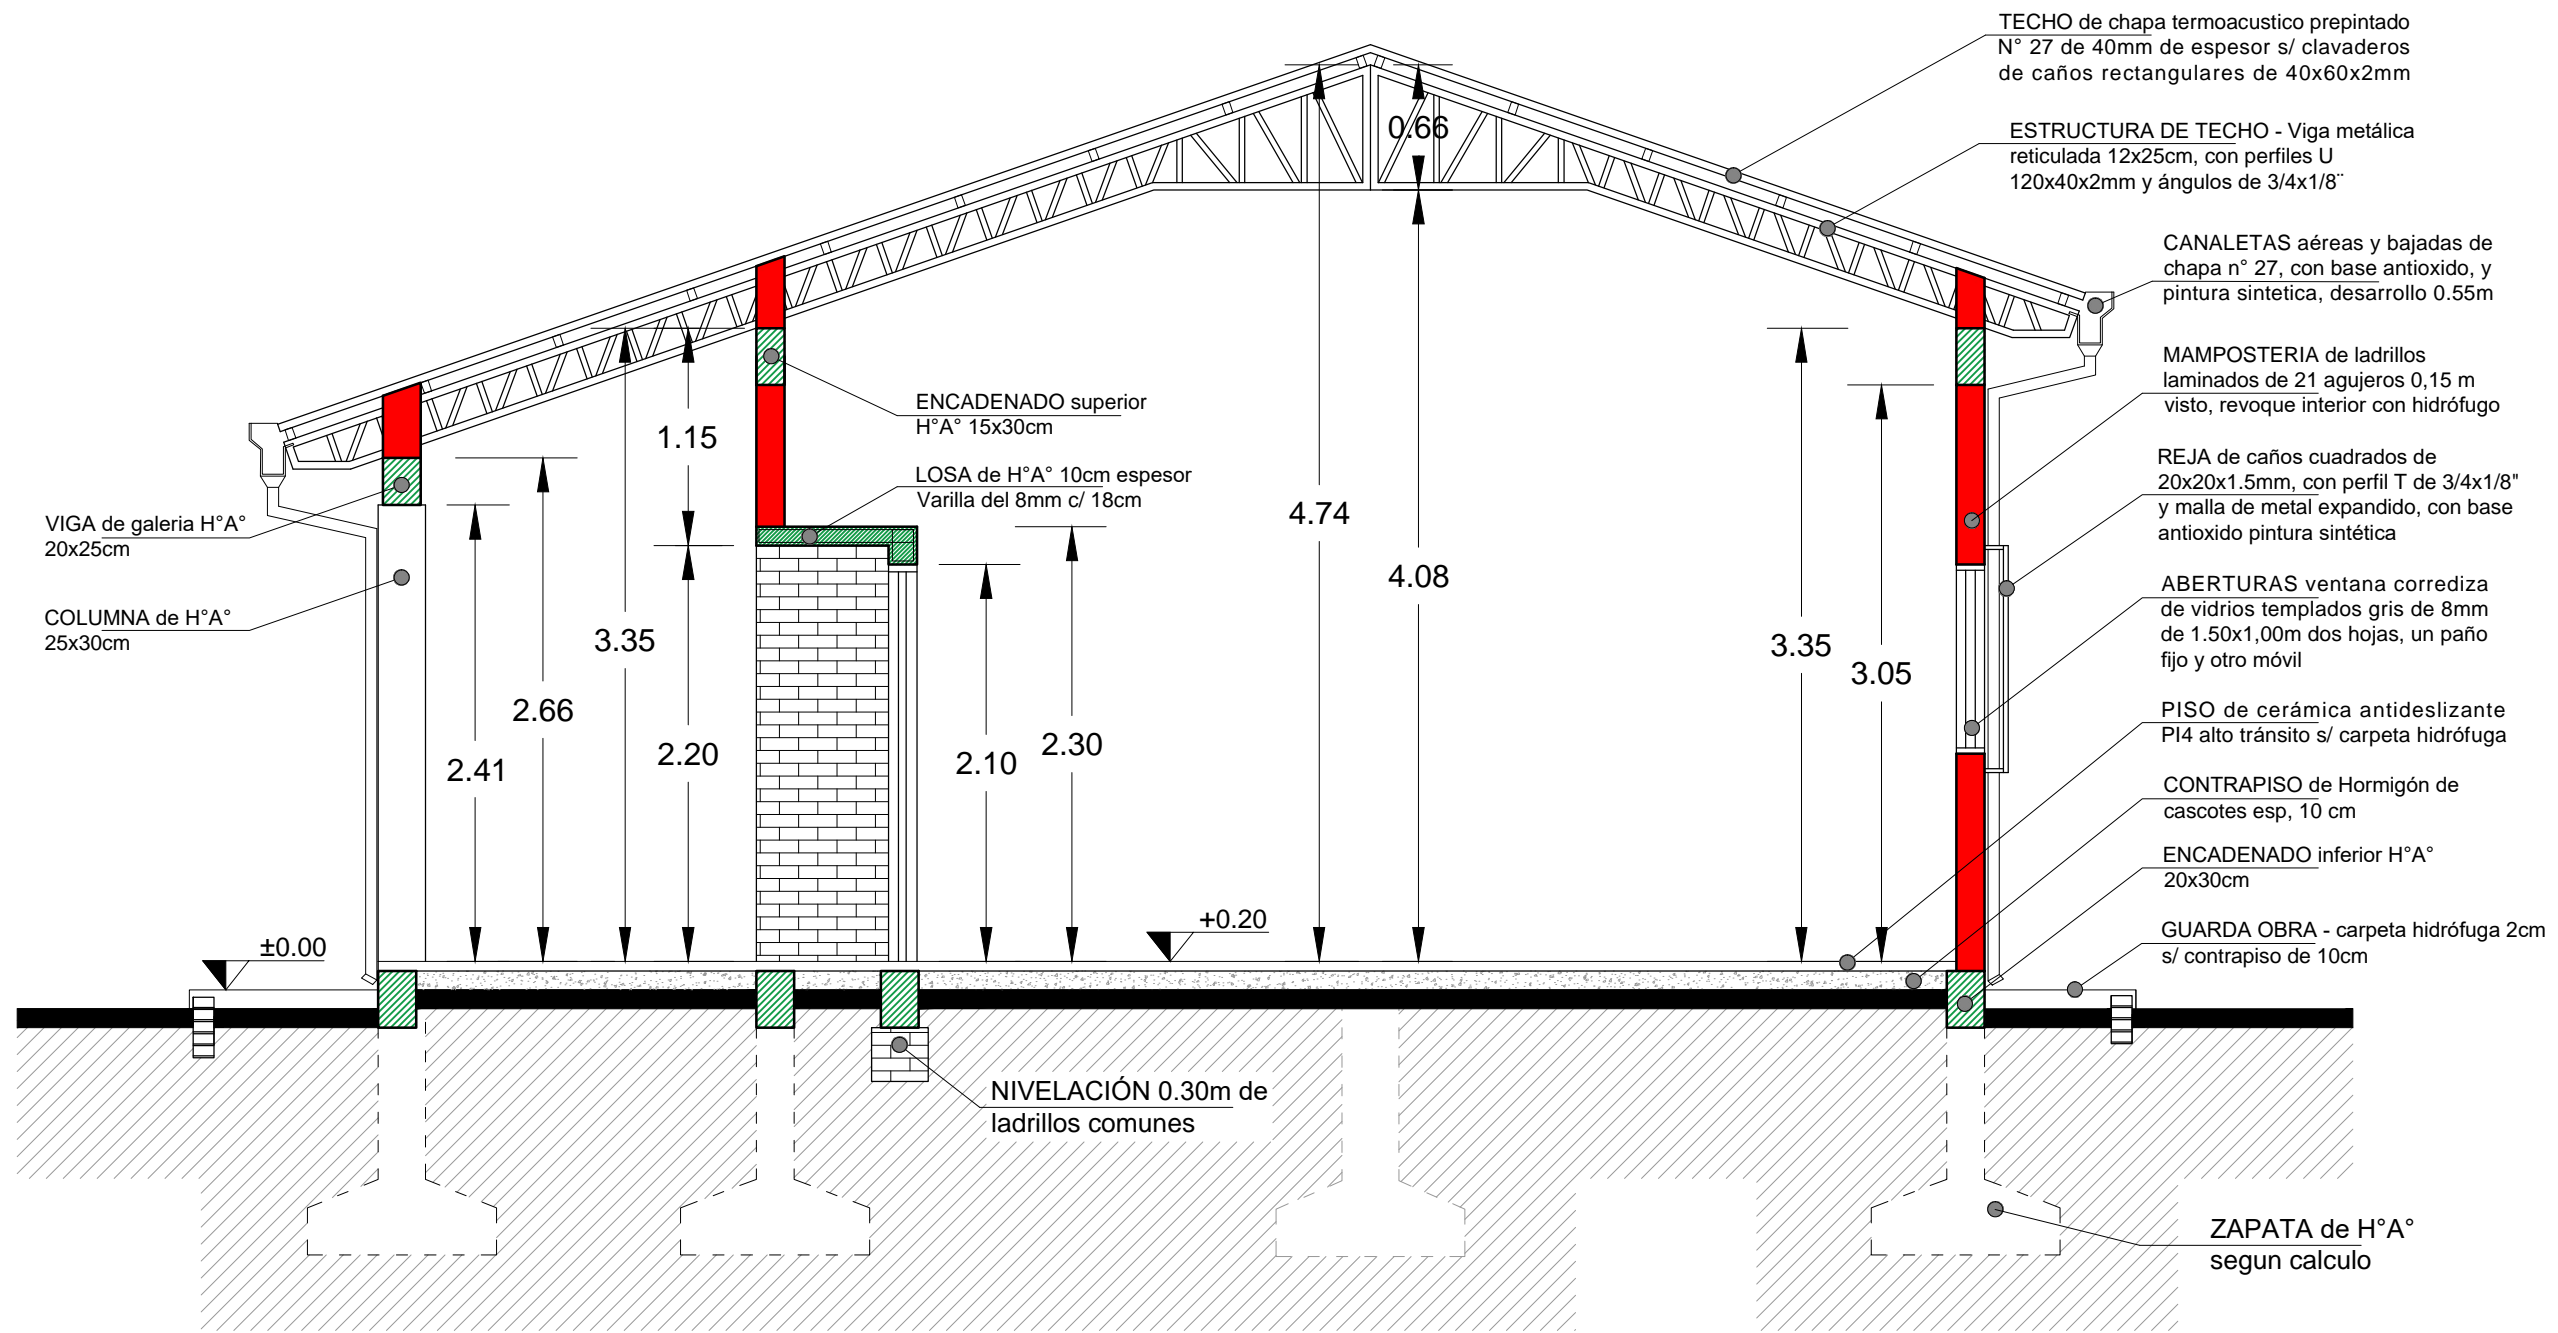 TECHO de chapa termoacustico prepintado
N° 27 de 40mm de espesor s/ clavaderos
de caños rectangulares de 40x60x2mm
ESTRUCTURA DE TECHO - Viga metálica
reticulada 12x25cm, con perfiles U
120x40x2mm y ángulos de 3/4x1/8¨
CANALETAS aéreas y bajadas de
chapa n° 27, con base antioxido, y
pintura sintetica, desarrollo 0.55m
MAMPOSTERIA de ladrillos
laminados de 21 agujeros 0,15 m
visto, revoque interior con hidrófugo
REJA de caños cuadrados de
20x20x1.5mm, con perfil T de 3/4x1/8"
y malla de metal expandido, con base
antioxido pintura sintética
ABERTURAS ventana corrediza
de vidrios templados gris de 8mm
de 1.50x1,00m dos hojas, un paño
fijo y otro móvil
PISO de cerámica antideslizante
PI4 alto tránsito s/ carpeta hidrófuga
CONTRAPISO de Hormigón de
cascotes esp, 10 cm
ENCADENADO inferior H°A°
20x30cm
GUARDA OBRA - carpeta hidrófuga 2cm
s/ contrapiso de 10cm
ZAPATA de H°A°
segun calculo
NIVELACIÓN 0.30m de
ladrillos comunes
ENCADENADO superior
H°A° 15x30cm
LOSA de H°A° 10cm espesor
Varilla del 8mm c/ 18cm
VIGA de galeria H°A°
20x25cm
COLUMNA de H°A°
25x30cm
±0.00
+0.20
2.41
2.66
3.35
1.15
2.20
2.10
2.30
4.74
0.66
4.08
3.35
3.05